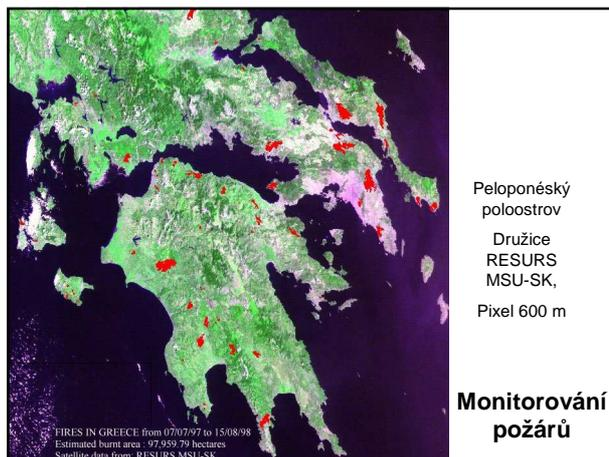 Peloponéský
poloostrov
Družice
RESURS
MSU-SK,
Pixel 600 m
Monitorování
požárů
FIRES IN GREECE from 07/07/97 to 15/08/98
Estimated burnt area : 97,959.79 hectares
Satellite data from: RESURS MSU-SK